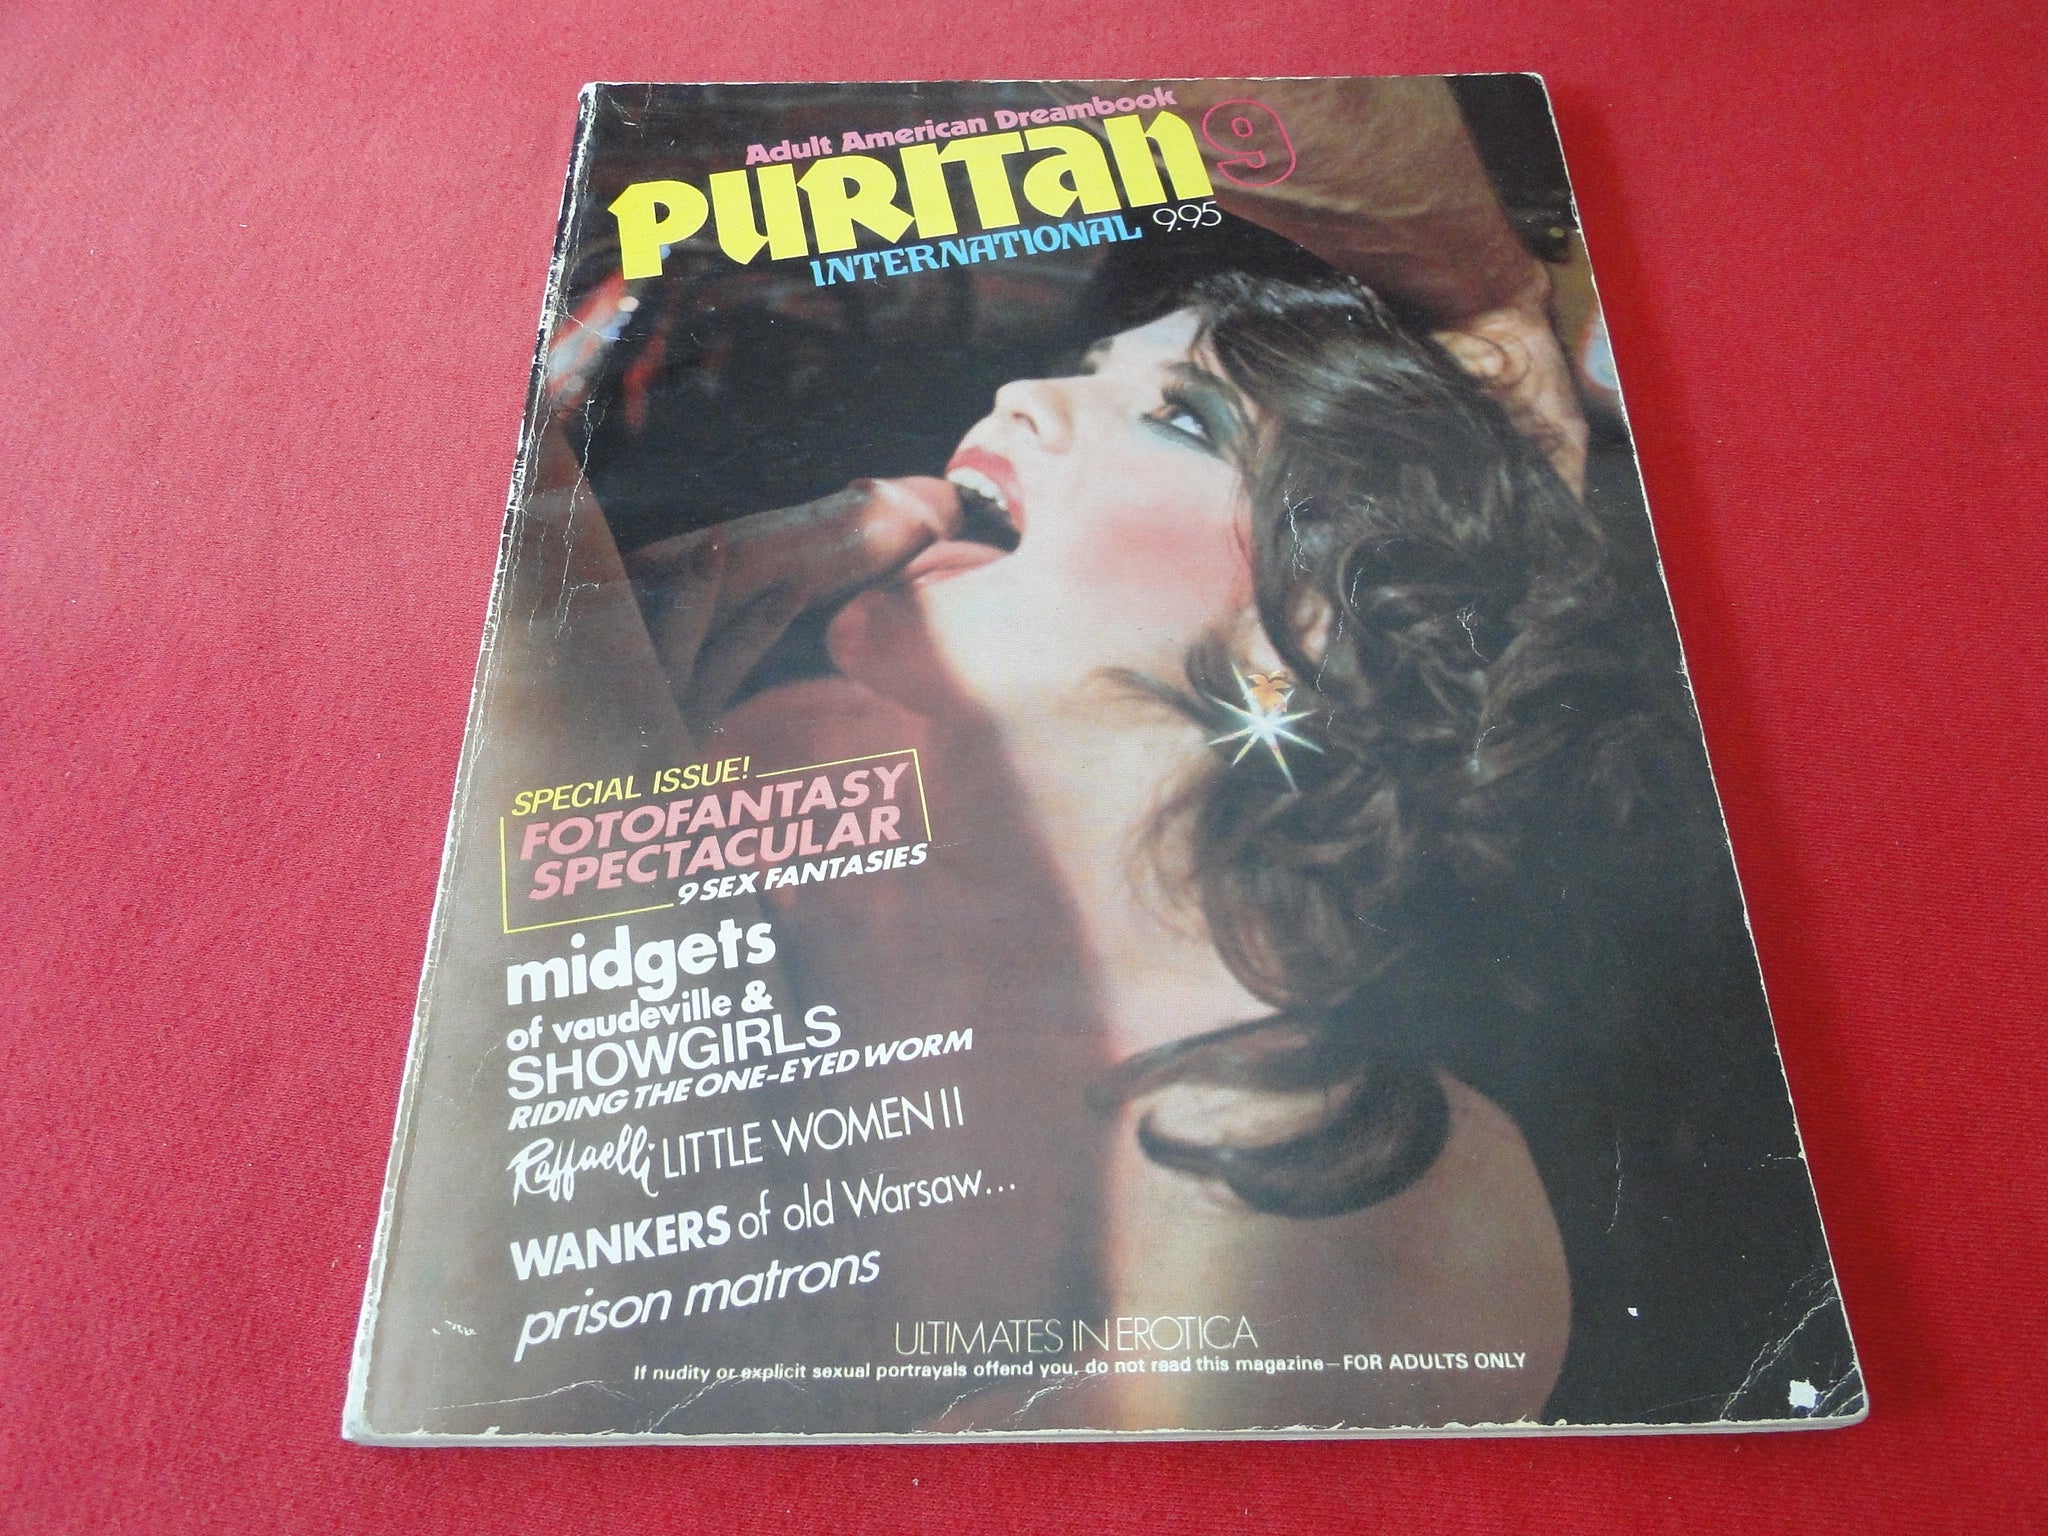 Adult American Dreambook
PURITAN 9
INTERNATIONAL 9.95
SPECIAL ISSUE!
FOTOFANTASY
SPECTACULAR
9 SEX FANTASIES
midgets
of vaudeville &
SHOWGIRLS
RIDING THE ONE-EYED WORM
Raffaelli LITTLE WOMEN II
WANKERS of old Warsaw...
prison matrons
ULTIMATES IN EROTICA
If nudity or explicit sexual portrayals offend you, do not read this magazine—FOR ADULTS ONLY